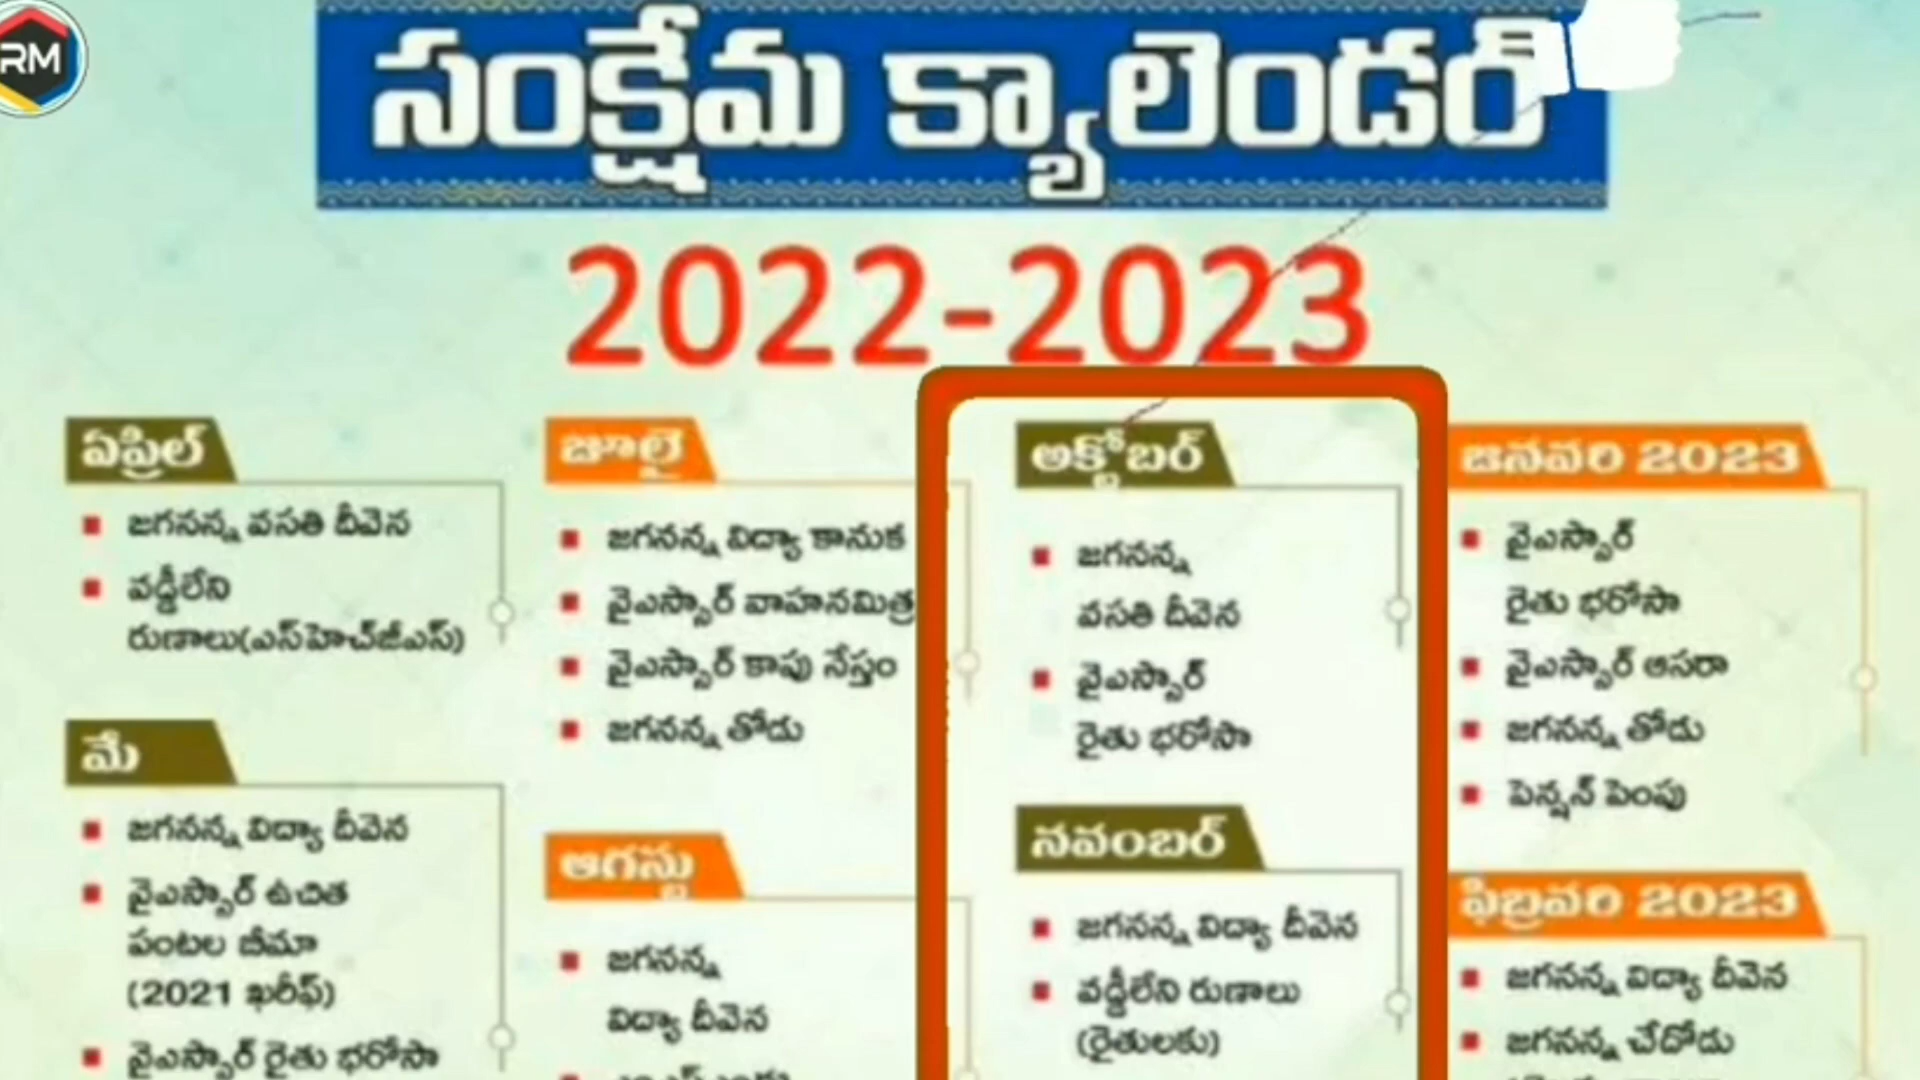 RM
సంక్షేమ క్యాలెండర్
2022-2023
ఏప్రిల్
జగనన్న వసతి దీవెన
వడ్డీలేని
రుణాలు(ఎస్‌హెచ్‌జీఎస్)
మే
జగనన్న విద్యా దీవెన
వైఎస్సార్ ఉచిత
పంటల బీమా
(2021 ఖరీఫ్)
వైఎస్సార్ రైతు భరోసా
జూలై
జగనన్న విద్యా కానుక
వైఎస్సార్ వాహనమిత్ర
వైఎస్సార్ కాపు నేస్తం
జగనన్న తోడు
ఆగస్టు
జగనన్న
విద్యా దీవెన
అక్టోబర్
జగనన్న
వసతి దీవెన
వైఎస్సార్
రైతు భరోసా
నవంబర్
జగనన్న విద్యా దీవెన
వడ్డీలేని రుణాలు
(రైతులకు)
జనవరి 2023
వైఎస్సార్
రైతు భరోసా
వైఎస్సార్ ఆసరా
జగనన్న తోడు
పెన్షన్ పెంపు
ఫిబ్రవరి 2023
జగనన్న విద్యా దీవెన
జగనన్న చేదోడు